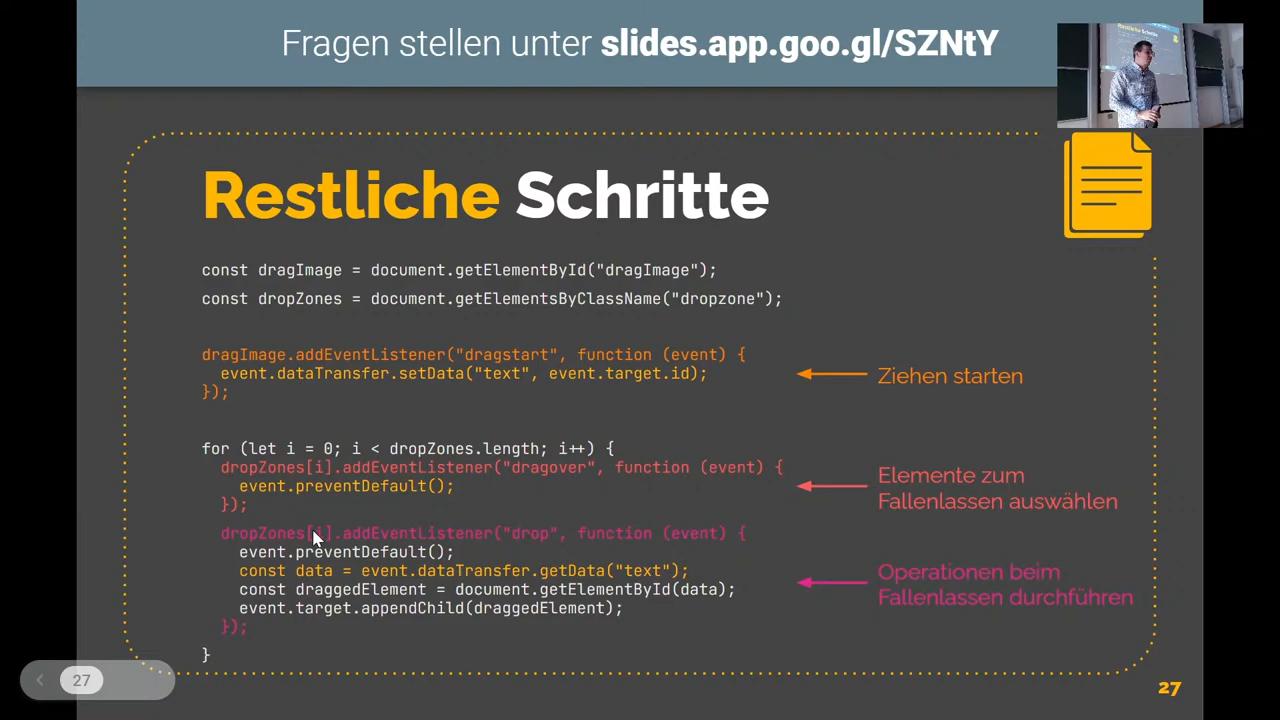 Fragen stellen unter slides.app.goo.gl/SZNtY
Restliche Schritte
const dragImage = document.getElementById("dragImage");
const dropZones = document.getElementsByClassName("dropzone");
dragImage.addEventListener("dragstart", function (event) {
event.dataTransfer.setData("text", event.target.id);
});
Ziehen starten
for (let i = 0; i < dropZones.length; i++) {
dropZones[i].addEventListener("dragover", function (event) {
event.preventDefault();
});
Elemente zum
Fallenlassen auswählen
dropZones[i].addEventListener("drop", function (event) {
event.preventDefault();
const data = event.dataTransfer.getData("text");
const draggedElement = document.getElementById(data);
event.target.appendChild(draggedElement);
});
Operationen beim
Fallenlassen durchführen
}
27
27